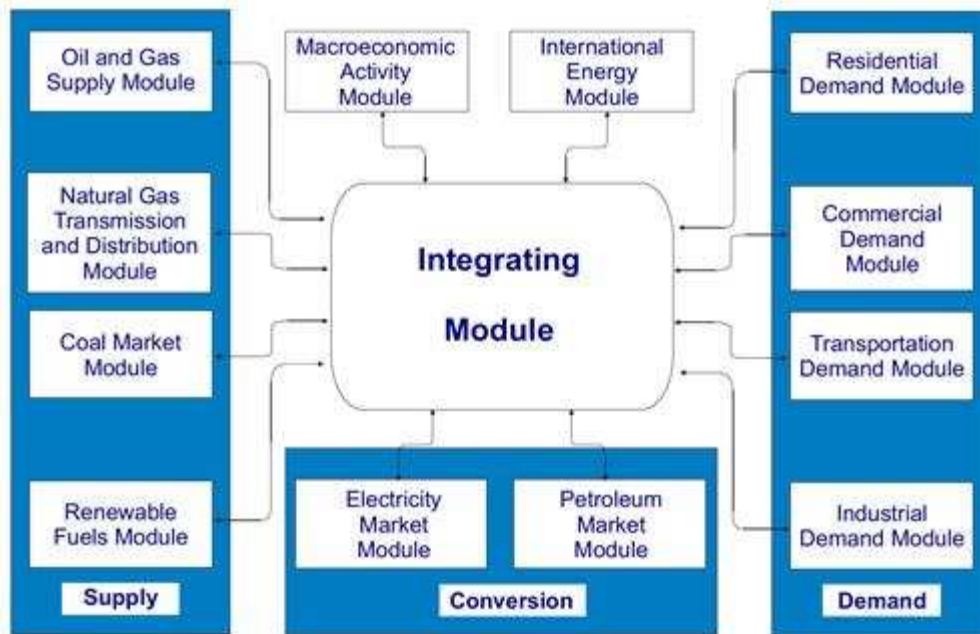 Oil and Gas
Supply Module
Natural Gas
Transmission
and Distribution
Module
Coal Market
Module
Renewable
Fuels Module
Supply
Macroeconomic
Activity
Module
International
Energy
Module
Integrating
Module
Electricity
Market
Module
Petroleum
Market
Module
Conversion
Residential
Demand Module
Commercial
Demand
Module
Transportation
Demand Module
Industrial
Demand Module
Demand